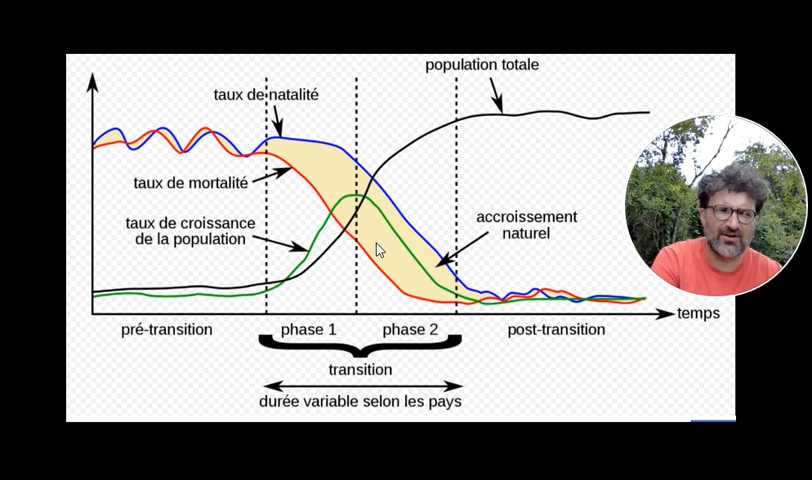 population totale
taux de natalité
taux de mortalité
taux de croissance
de la population
accroissement
naturel
temps
pré-transition
phase 1
phase 2
post-transition
transition
durée variable selon les pays